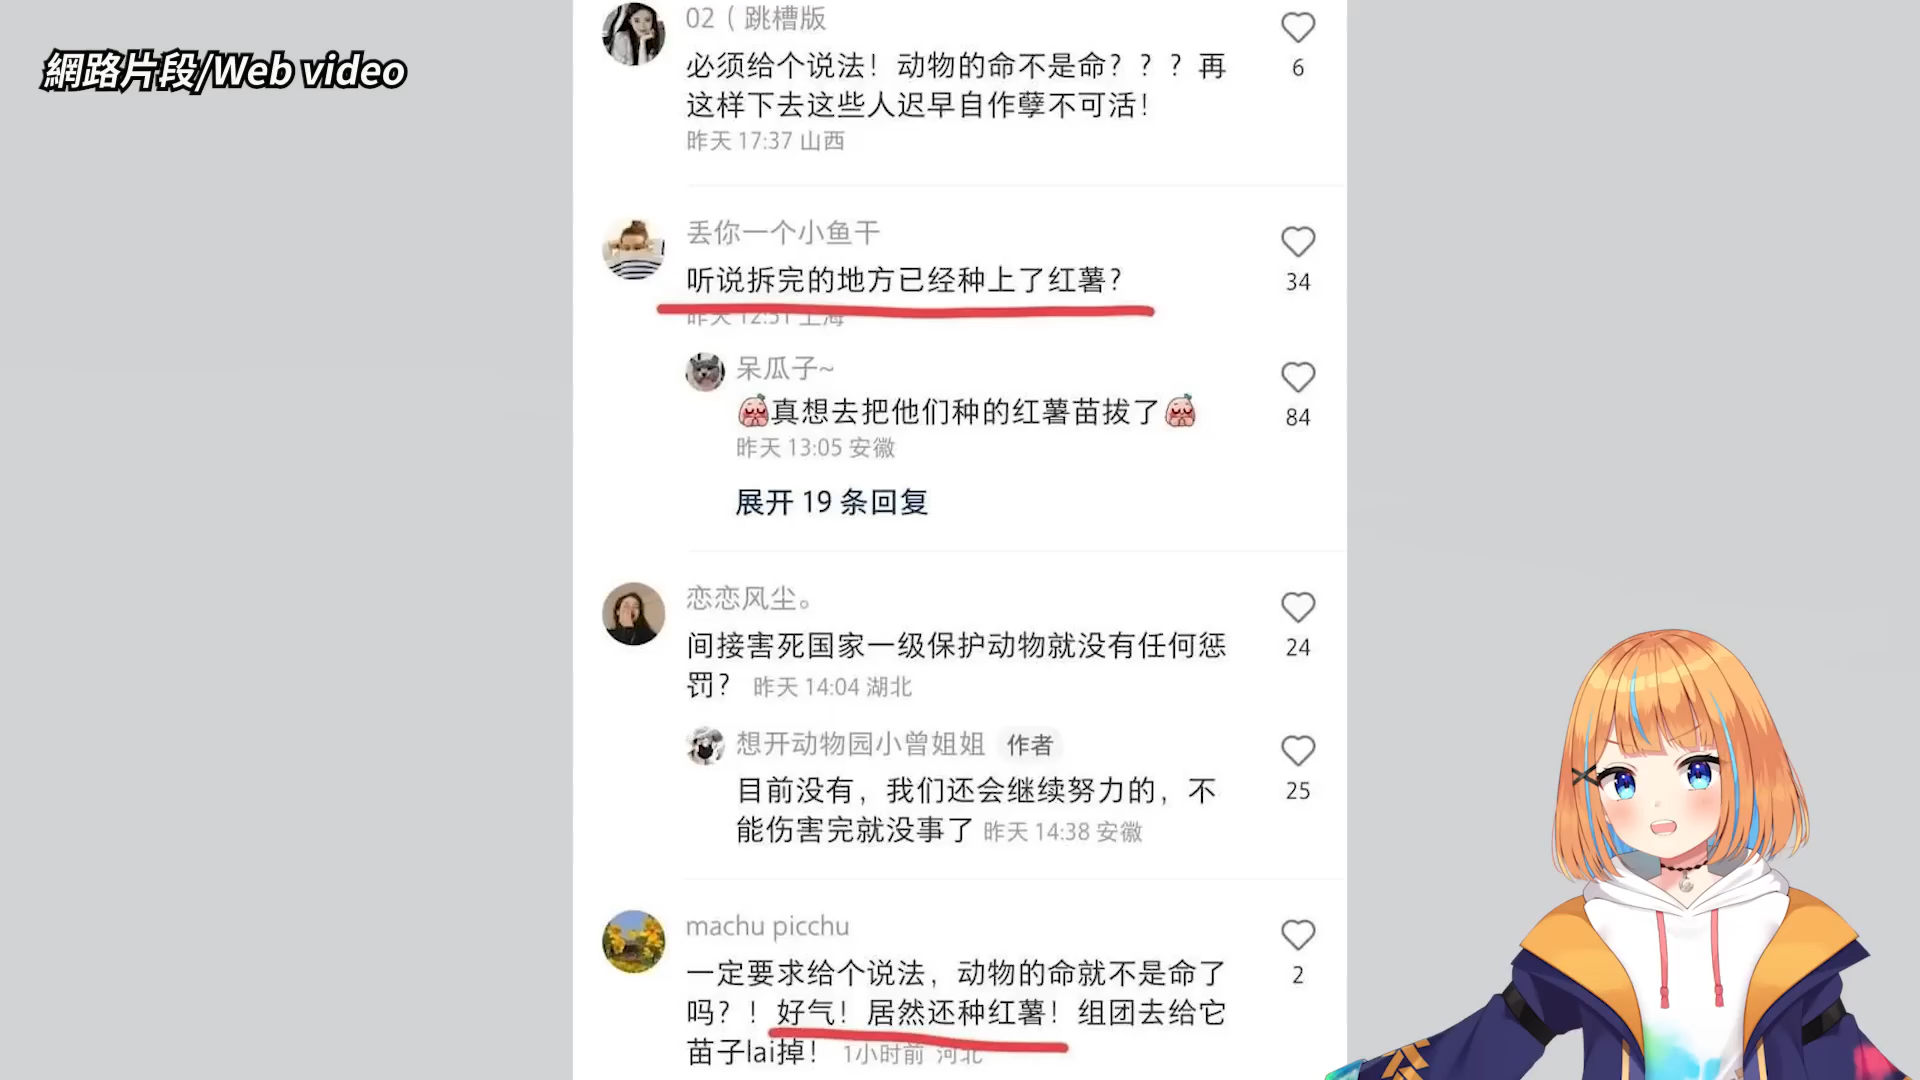 網路片段/Web video
02（跳槽版
必须给个说法！动物的命不是命？？？再
这样下去这些人迟早自作孽不可活！
昨天 17:37 山西
6
丢你一个小鱼干
听说拆完的地方已经种上了红薯？
昨天 12:51 上海
34
呆瓜子~
真想去把他们种的红薯苗拔了
昨天 13:05 安徽
84
展开 19 条回复
恋恋风尘。
间接害死国家一级保护动物就没有任何惩
罚？ 昨天 14:04 湖北
24
想开动物园小曾姐姐 作者
目前没有，我们还会继续努力的，不
能伤害完就没事了 昨天 14:38 安徽
25
machu picchu
一定要求给个说法，动物的命就不是命了
吗？！好气！居然还种红薯！组团去给它
苗子lai掉！ 1小时前 河北
2